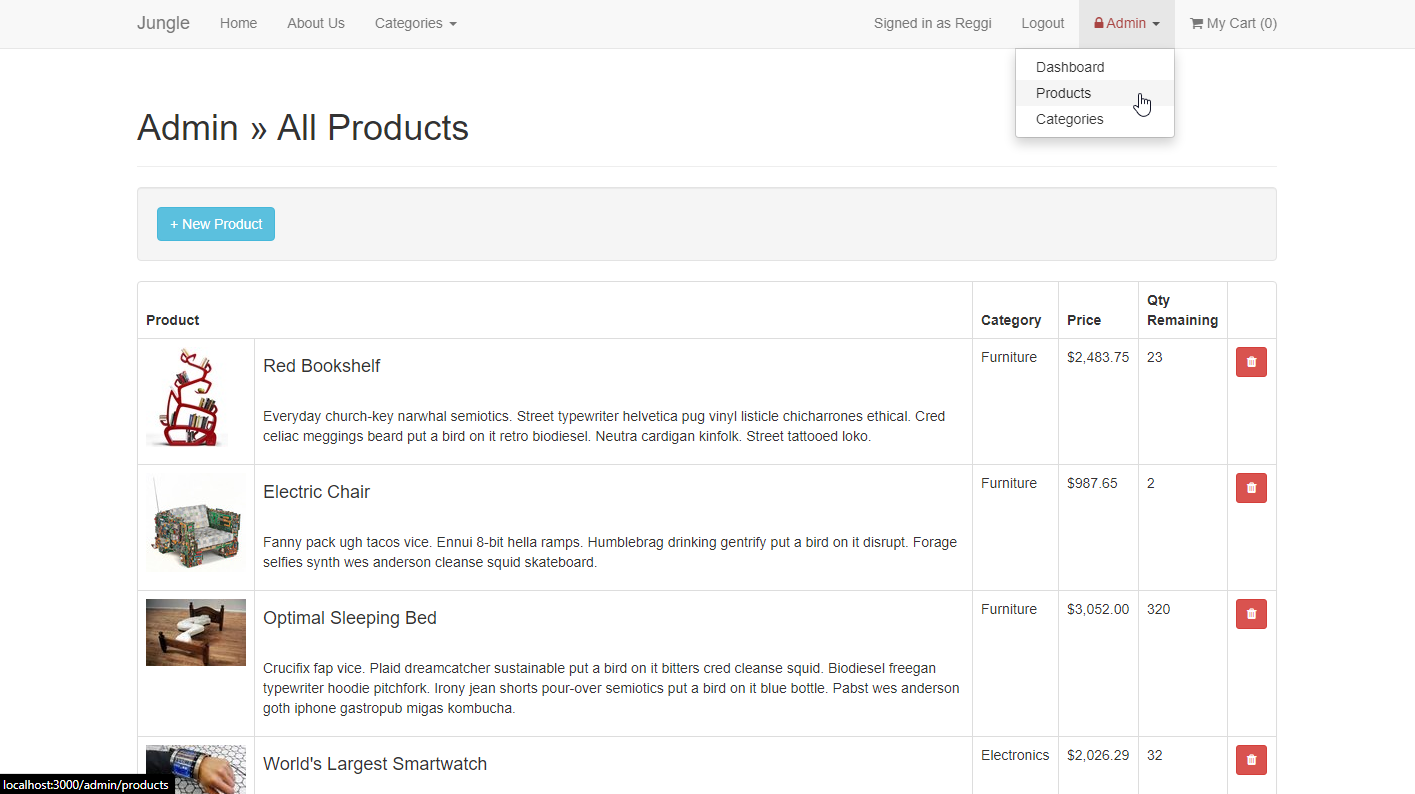 Jungle Home About Us Categories Signed in as Reggi Logout Admin My Cart (0)
Dashboard
Products
Categories
Admin » All Products
+ New Product
Product Category Price Qty
Remaining
Red Bookshelf Furniture $2,483.75 23
Everyday church-key narwhal semiotics. Street typewriter helvetica pug vinyl listicle chicharrones ethical. Cred
celiac meggings beard put a bird on it retro biodiesel. Neutra cardigan kinfolk. Street tattooed loko.
Electric Chair Furniture $987.65 2
Fanny pack ugh tacos vice. Ennui 8-bit hella ramps. Humblebrag drinking gentrify put a bird on it disrupt. Forage
selfies synth wes anderson cleanse squid skateboard.
Optimal Sleeping Bed Furniture $3,052.00 320
Crucifix fap vice. Plaid dreamcatcher sustainable put a bird on it bitters cred cleanse squid. Biodiesel freegan
typewriter hoodie pitchfork. Irony jean shorts pour-over semiotics put a bird on it blue bottle. Pabst wes anderson
goth iphone gastropub migas kombucha.
World's Largest Smartwatch Electronics $2,026.29 32
localhost:3000/admin/products